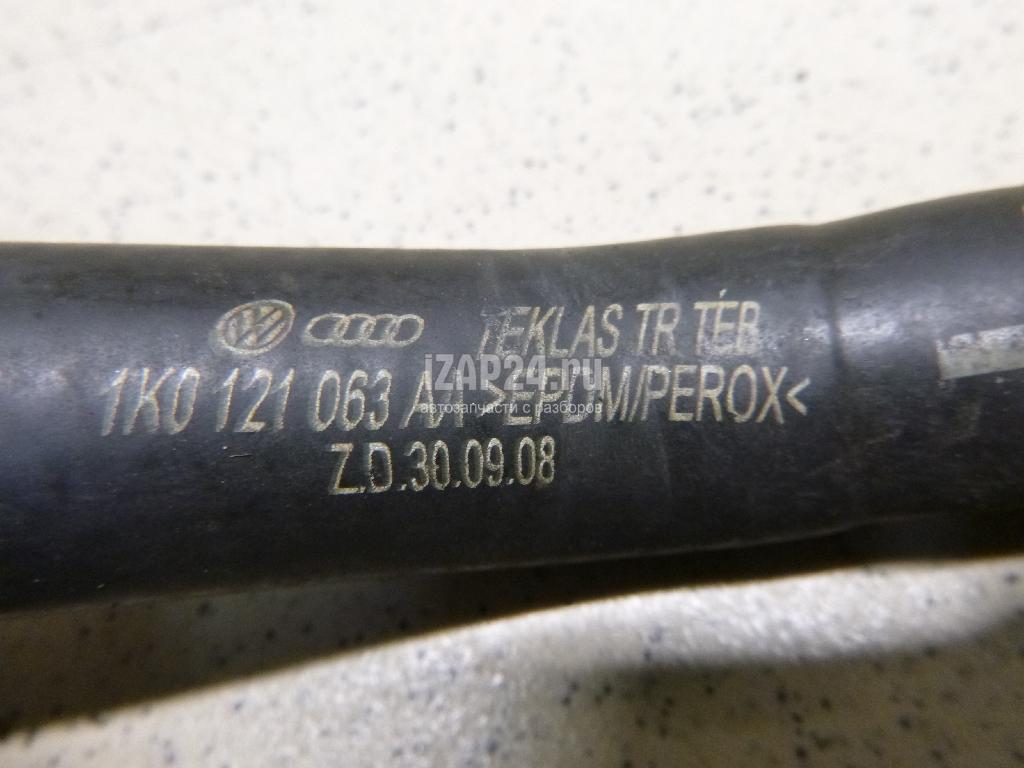 TEKLAS TR TEB
1K0 121 063 AA >EPDM/PEROX<
Z.D.30.09.08
iZAP24.ru
автозапчасти с разборов